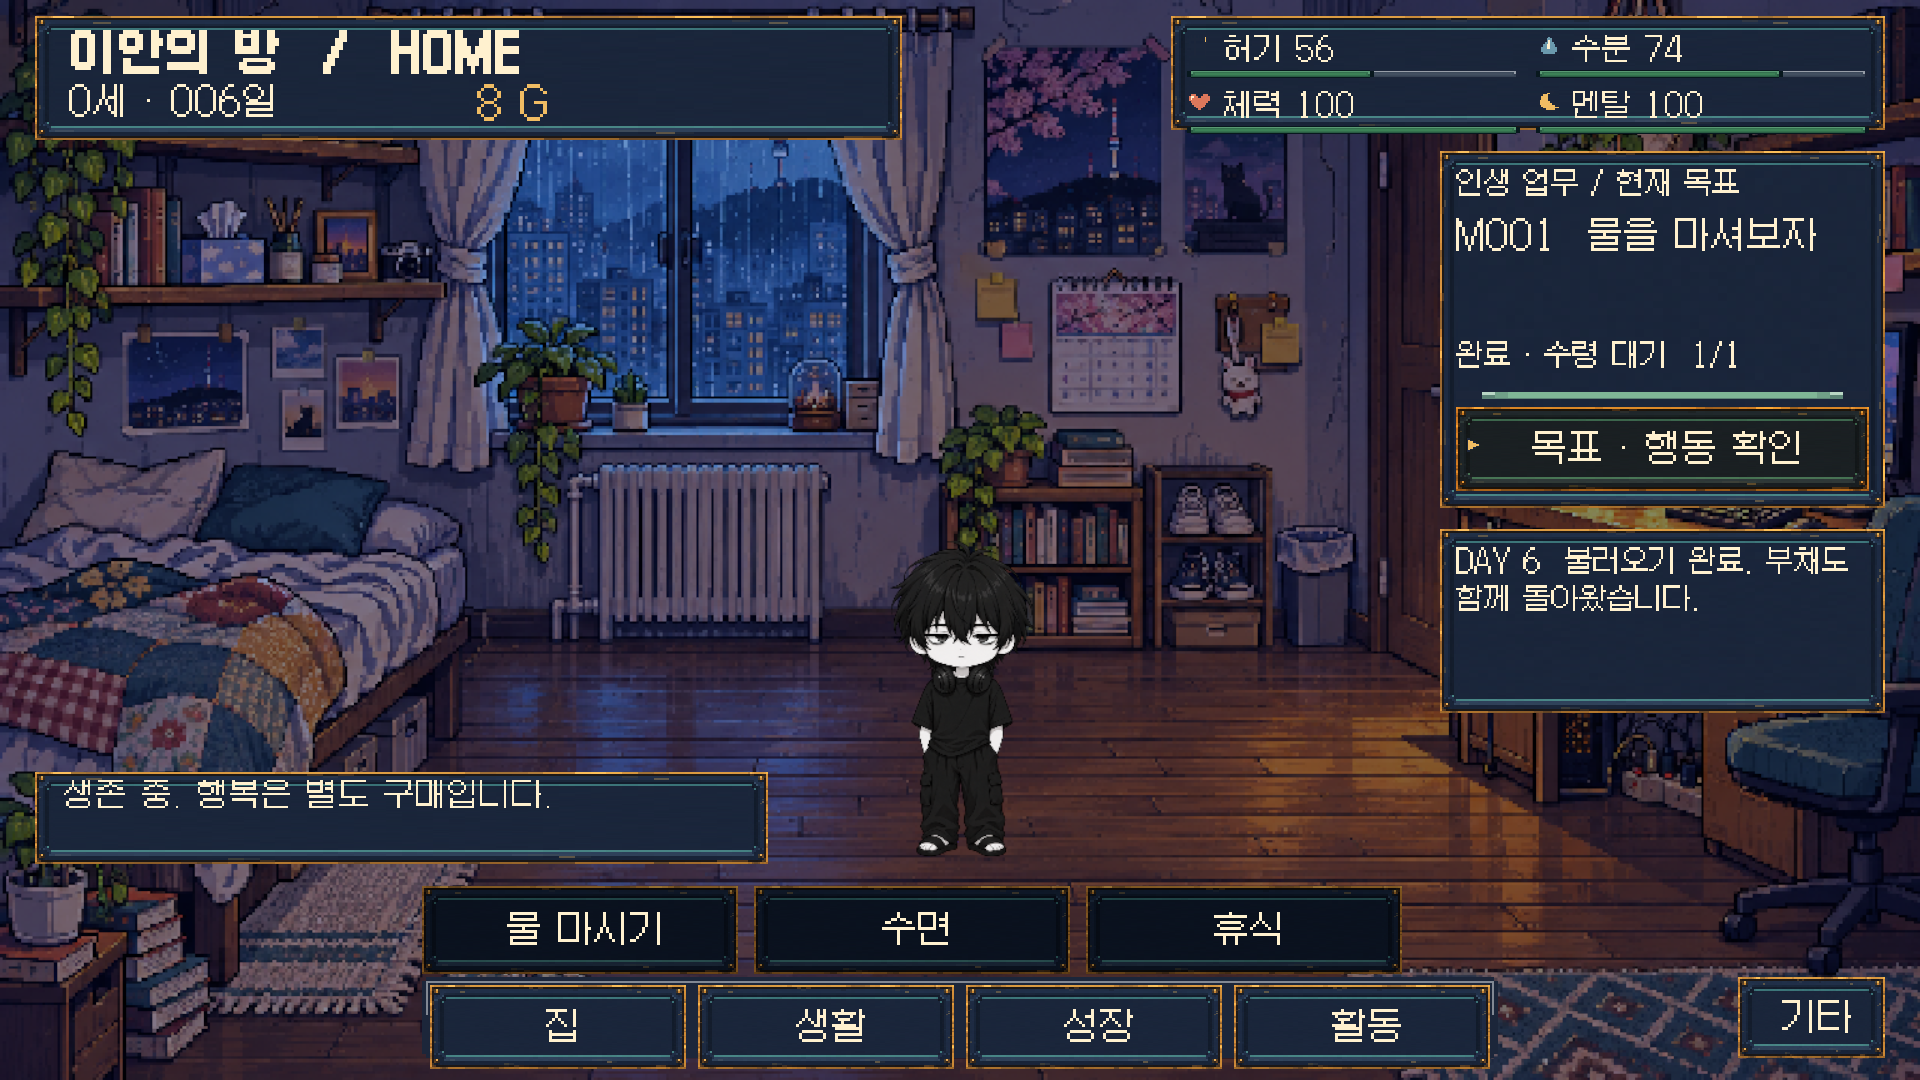 이안의 방 / HOME
0세 · 006일 8 G
허기 56 수분 74
체력 100 멘탈 100
인생 업무 / 현재 목표
M001 물을 마셔보자
완료 · 수령 대기 1/1
목표 · 행동 확인
DAY 6 불러오기 완료. 부채도
함께 돌아왔습니다.
생존 중. 행복은 별도 구매입니다.
물 마시기 수면 휴식
집 생활 성장 활동 기타